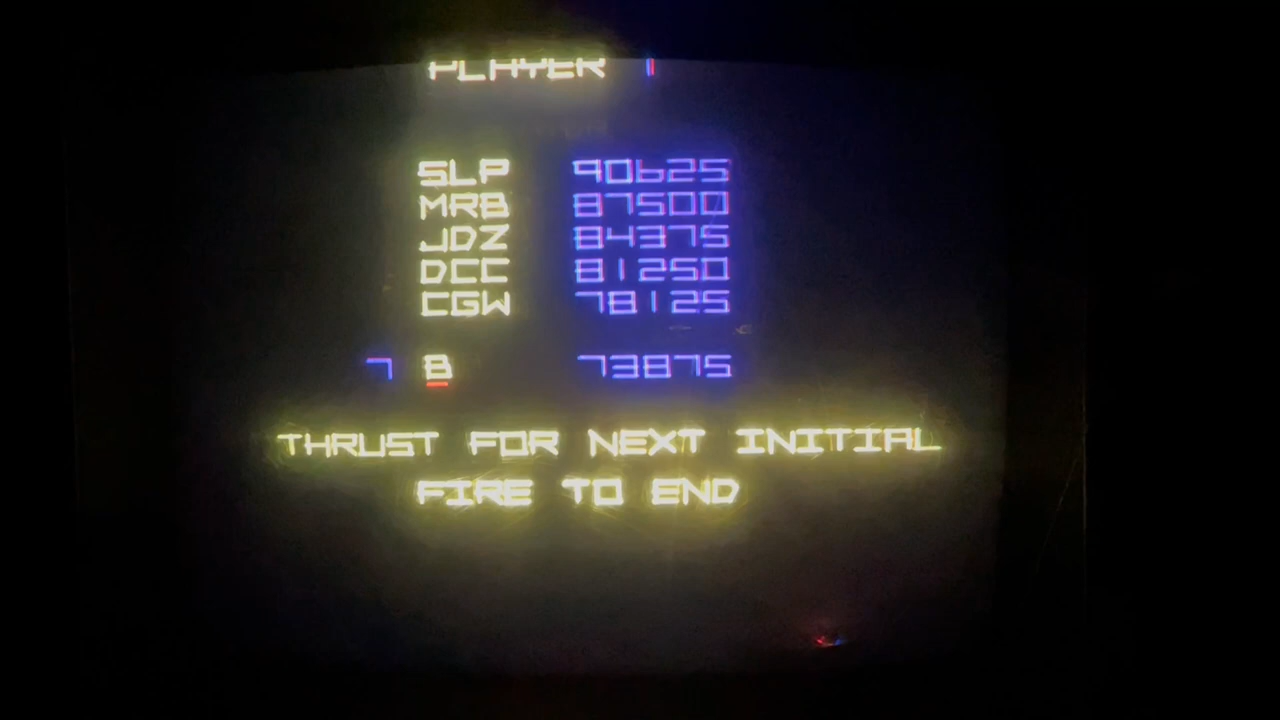 PLAYER 1
SLP 90625
MRB 87500
JDZ 84375
DCC 81250
CGW 78125
7 B 73875
THRUST FOR NEXT INITIAL
FIRE TO END